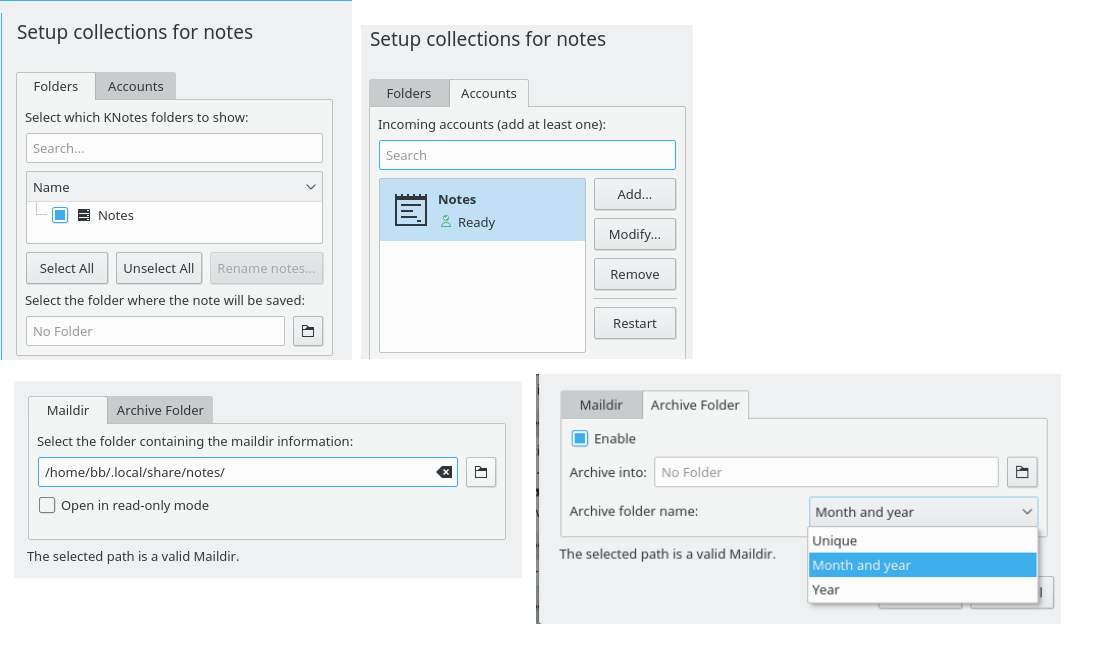 Setup collections for notes
Folders
Accounts
Select which KNotes folders to show:
Search...
Name
Notes
Select All
Unselect All
Rename notes...
Select the folder where the note will be saved:
No Folder
Setup collections for notes
Folders
Accounts
Incoming accounts (add at least one):
Search
Notes
Ready
Add...
Modify...
Remove
Restart
Maildir
Archive Folder
Select the folder containing the maildir information:
/home/bb/.local/share/notes/
Open in read-only mode
The selected path is a valid Maildir.
Maildir
Archive Folder
Enable
Archive into:
No Folder
Archive folder name:
Month and year
The selected path is a valid Maildir.
Unique
Month and year
Year